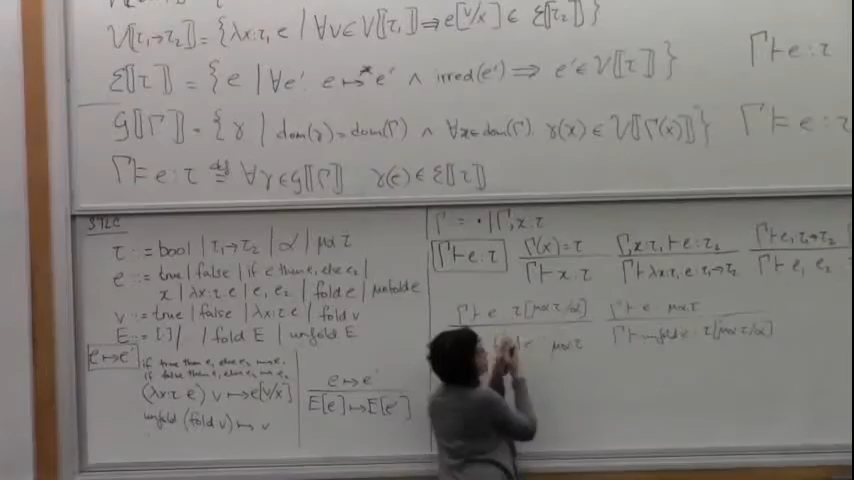 V⟦τ₁→τ₂⟧ = {λx:τ₁. e | ∀v∈V⟦τ₁⟧ ⇒ e[v/x] ∈ E⟦τ₂⟧}
E⟦τ⟧ = {e | ∀e'. e ↦* e' ∧ irred(e') ⇒ e' ∈ V⟦τ⟧}
Γ ⊢ e : τ
G⟦Γ⟧ = {γ | dom(γ) = dom(Γ) ∧ ∀x∈dom(Γ). γ(x) ∈ V⟦Γ(x)⟧}
Γ ⊨ e : τ
Γ ⊨ e : τ ≝ ∀γ∈G⟦Γ⟧ γ(e) ∈ E⟦τ⟧
STLC
τ ::= bool | τ₁→τ₂ | α | μα.τ
e ::= true | false | if e then e₁ else e₂ |
x | λx:τ.e | e₁ e₂ | fold e | unfold e
v ::= true | false | λx:τ.e | fold v
E ::= [·] | fold E | unfold E
e ↦ e'
if true then e₁ else e₂ ↦ e₁
if false then e₁ else e₂ ↦ e₂
(λx:τ.e) v ↦ e[v/x]
unfold (fold v) ↦ v
e ↦ e'
E[e] ↦ E[e']
Γ ::= · | Γ, x:τ
Γ ⊢ e : τ
Γ(x) = τ
Γ ⊢ x : τ
Γ, x:τ₁ ⊢ e : τ₂
Γ ⊢ λx:τ₁. e : τ₁→τ₂
Γ ⊢ e₁ : τ₁→τ₂
Γ ⊢ e₁ e₂
Γ ⊢ e : τ[μα.τ/α]
e : μα.τ
Γ ⊢ e : μα.τ
Γ ⊢ unfold e : τ[μα.τ/α]